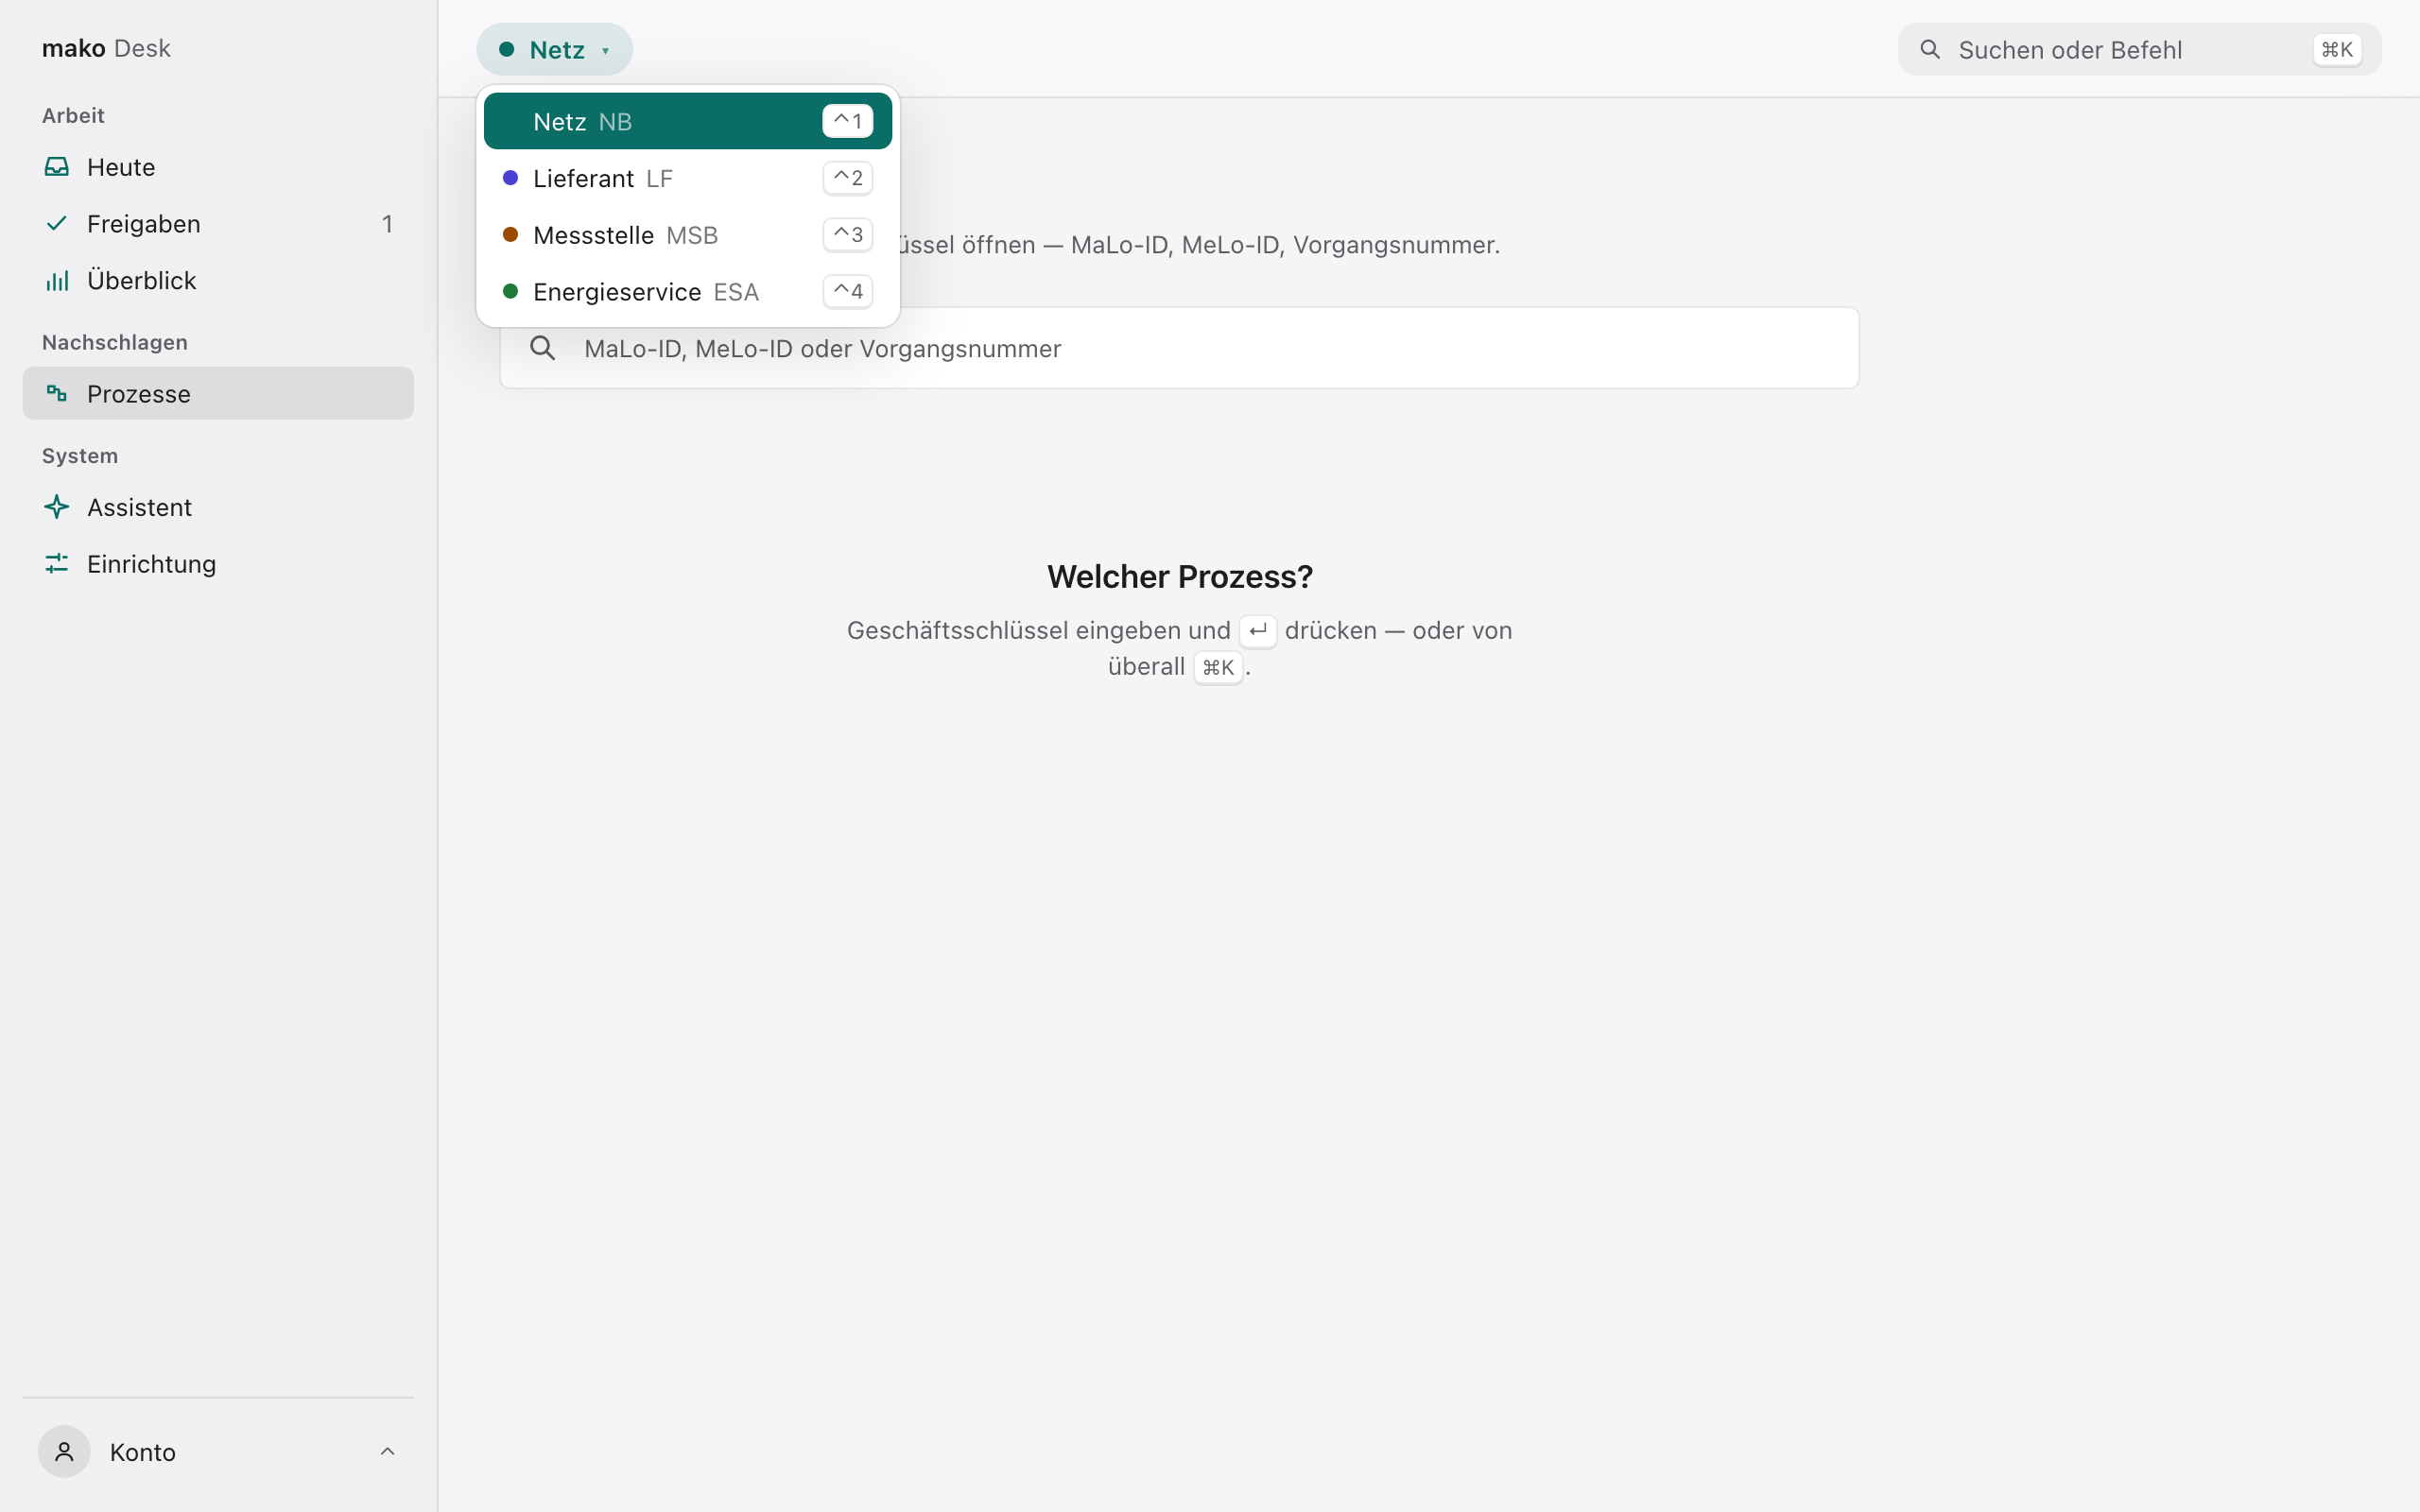 mako Desk
Arbeit
Heute
Freigaben 1
Überblick
Nachschlagen
Prozesse
System
Assistent
Einrichtung
Konto
Netz
Suchen oder Befehl ⌘K
Netz NB ^1
Lieferant LF ^2
Messstelle MSB ^3
Energieservice ESA ^4
öffnen — MaLo-ID, MeLo-ID, Vorgangsnummer.
MaLo-ID, MeLo-ID oder Vorgangsnummer
Welcher Prozess?
Geschäftsschlüssel eingeben und ↵ drücken — oder von
überall ⌘K.